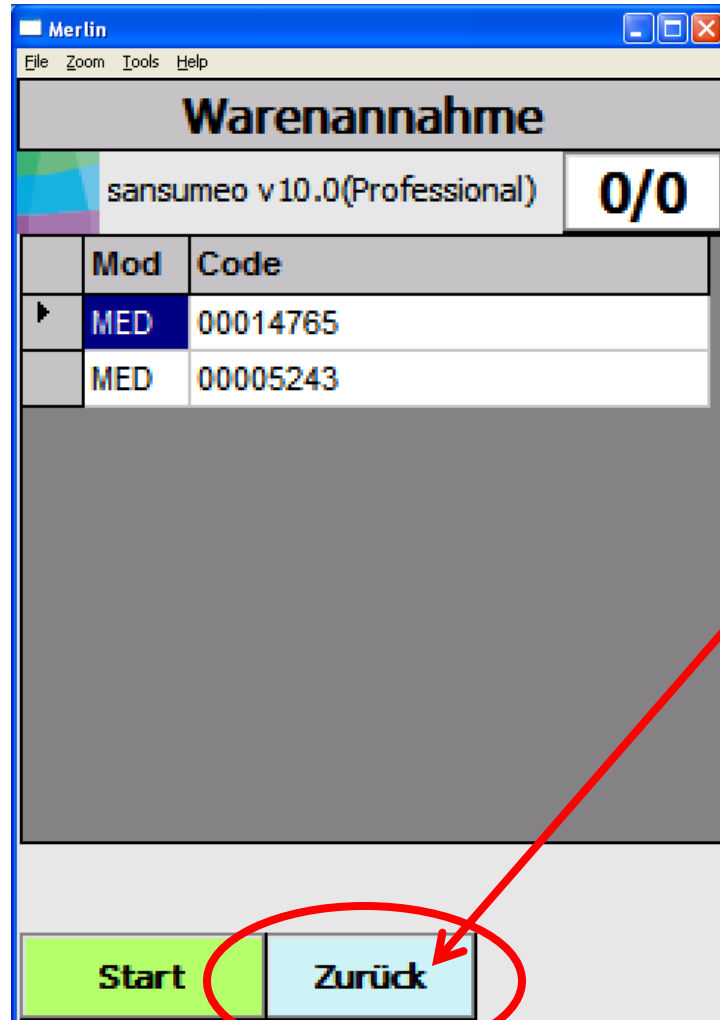 Merlin
File Zoom Tools Help
Warenannahme
sansumeo v10.0(Professional) 0/0
Mod Code
MED 00014765
MED 00005243
Start Zurück